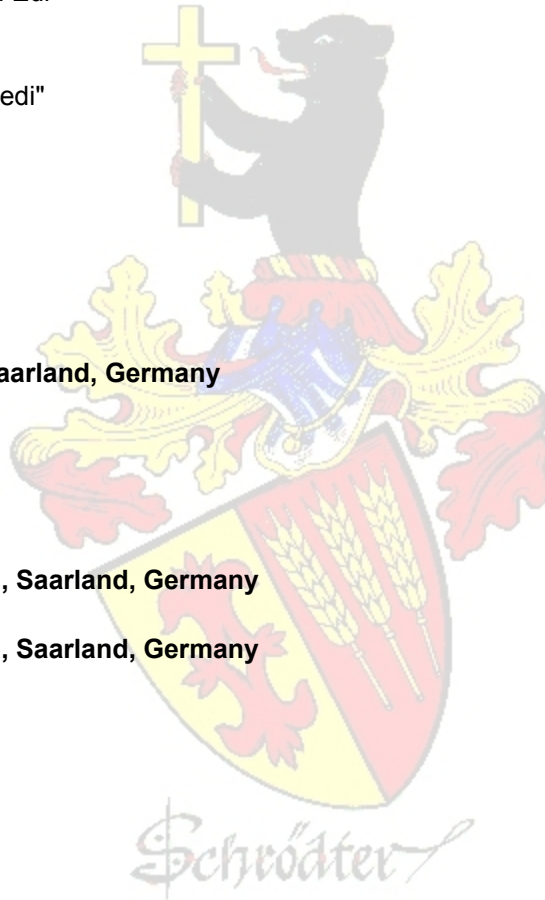 edi"
aarland, Germany
, Saarland, Germany
, Saarland, Germany
Schrödter